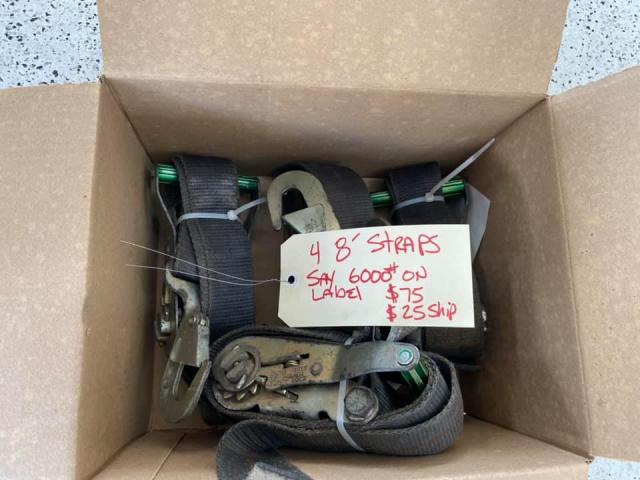 4 8' STRAPS
SAY 6000# ON
LABEL $75
$25 Ship